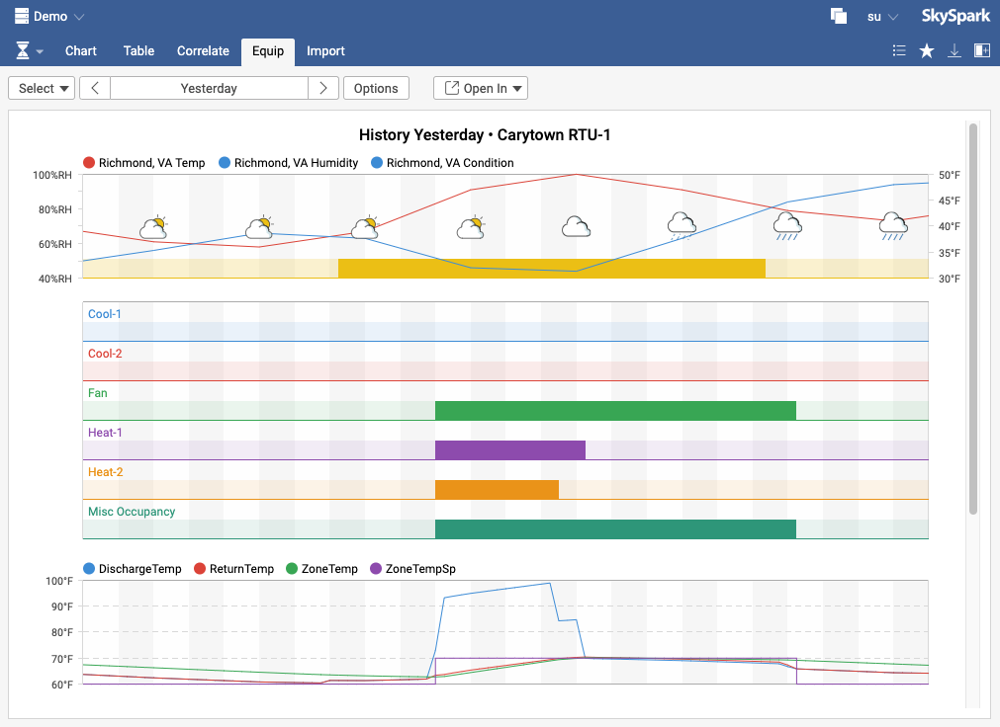 Demo su SkySpark
Chart Table Correlate Equip Import
Select Yesterday Options Open In
History Yesterday • Carytown RTU-1
Richmond, VA Temp Richmond, VA Humidity Richmond, VA Condition
100%RH 50°F
45°F
80%RH
40°F
60%RH
35°F
40%RH 30°F
Cool-1
Cool-2
Fan
Heat-1
Heat-2
Misc Occupancy
DischargeTemp ReturnTemp ZoneTemp ZoneTempSp
100°F
90°F
80°F
70°F
60°F